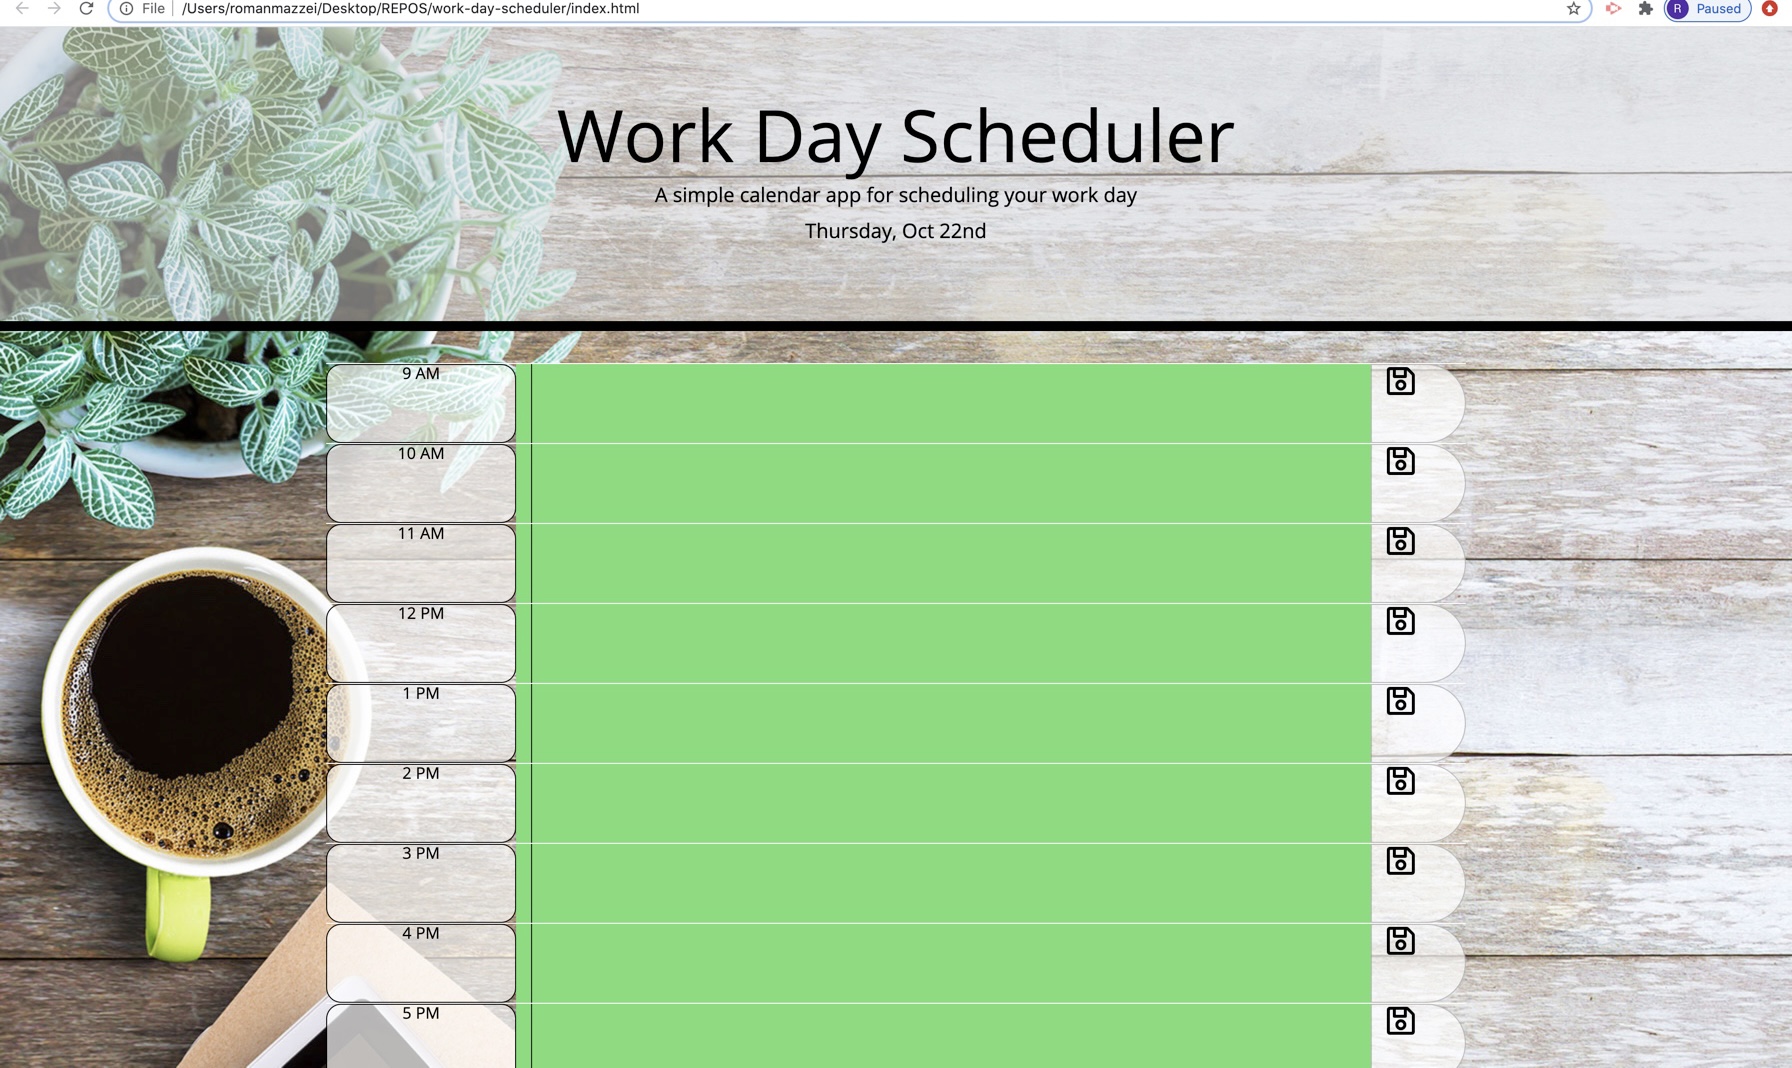 File /Users/romanmazzei/Desktop/REPOS/work-day-scheduler/index.html R Paused
Work Day Scheduler
A simple calendar app for scheduling your work day
Thursday, Oct 22nd
9 AM
10 AM
11 AM
12 PM
1 PM
2 PM
3 PM
4 PM
5 PM